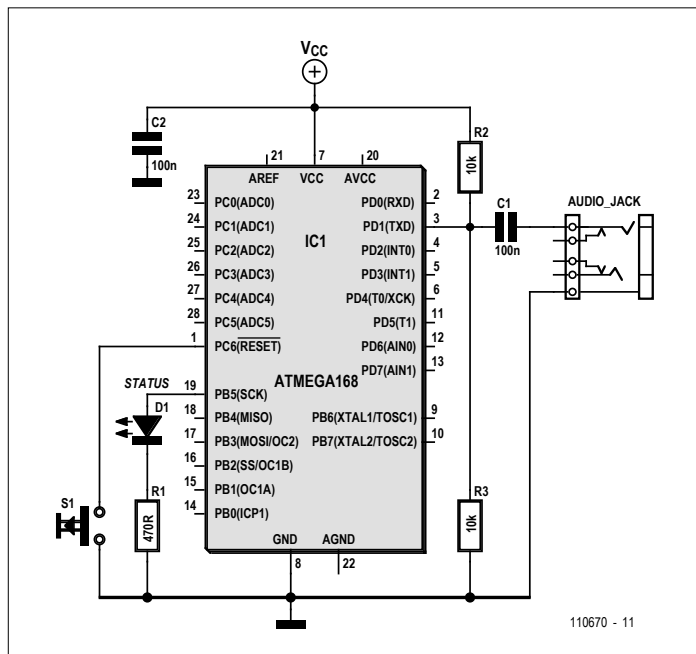 VCC
C2
100n
R2
10k
21
7
20
AREF
VCC
AVCC
C1
100n
AUDIO_JACK
IC1
23
PC0(ADC0)
PD0(RXD)
2
24
PC1(ADC1)
PD1(TXD)
3
25
PC2(ADC2)
PD2(INT0)
4
26
PC3(ADC3)
PD3(INT1)
5
27
PC4(ADC4)
PD4(T0/XCK)
6
28
PC5(ADC5)
PD5(T1)
11
1
PC6(RESET)
PD6(AIN0)
12
PD7(AIN1)
13
ATMEGA168
STATUS
19
PB5(SCK)
D1
18
PB4(MISO)
PB6(XTAL1/TOSC1)
9
17
PB3(MOSI/OC2)
PB7(XTAL2/TOSC2)
10
16
PB2(SS/OC1B)
15
PB1(OC1A)
14
PB0(ICP1)
S1
R1
470R
R3
10k
GND
AGND
8
22
110670 - 11